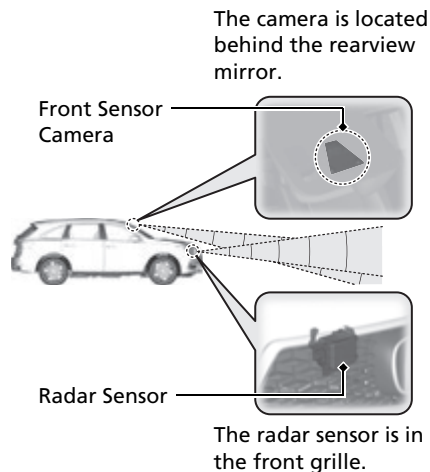 The camera is located
behind the rearview
mirror.
Front Sensor
Camera
Radar Sensor
The radar sensor is in
the front grille.